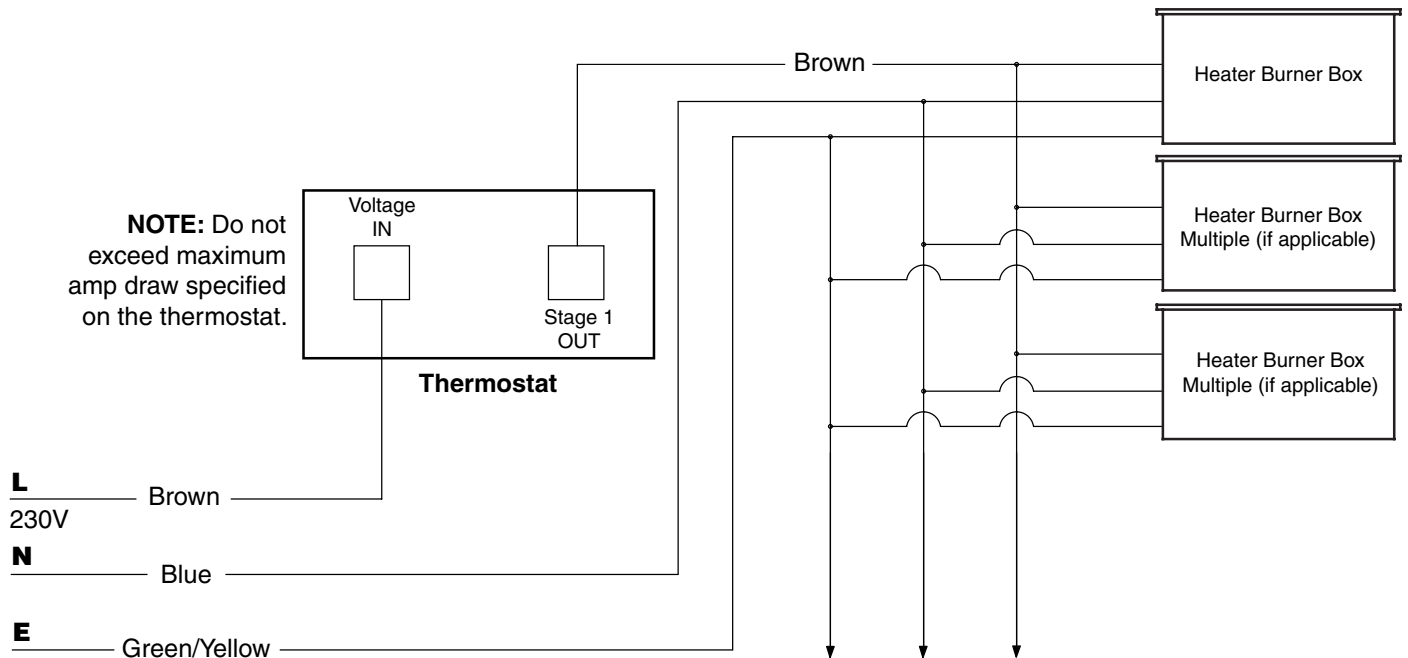 Brown
Heater Burner Box
NOTE: Do not
exceed maximum
amp draw specified
on the thermostat.
Voltage
IN
Stage 1
OUT
Thermostat
Heater Burner Box
Multiple (if applicable)
Heater Burner Box
Multiple (if applicable)
L
230V
Brown
N
Blue
E
Green/Yellow